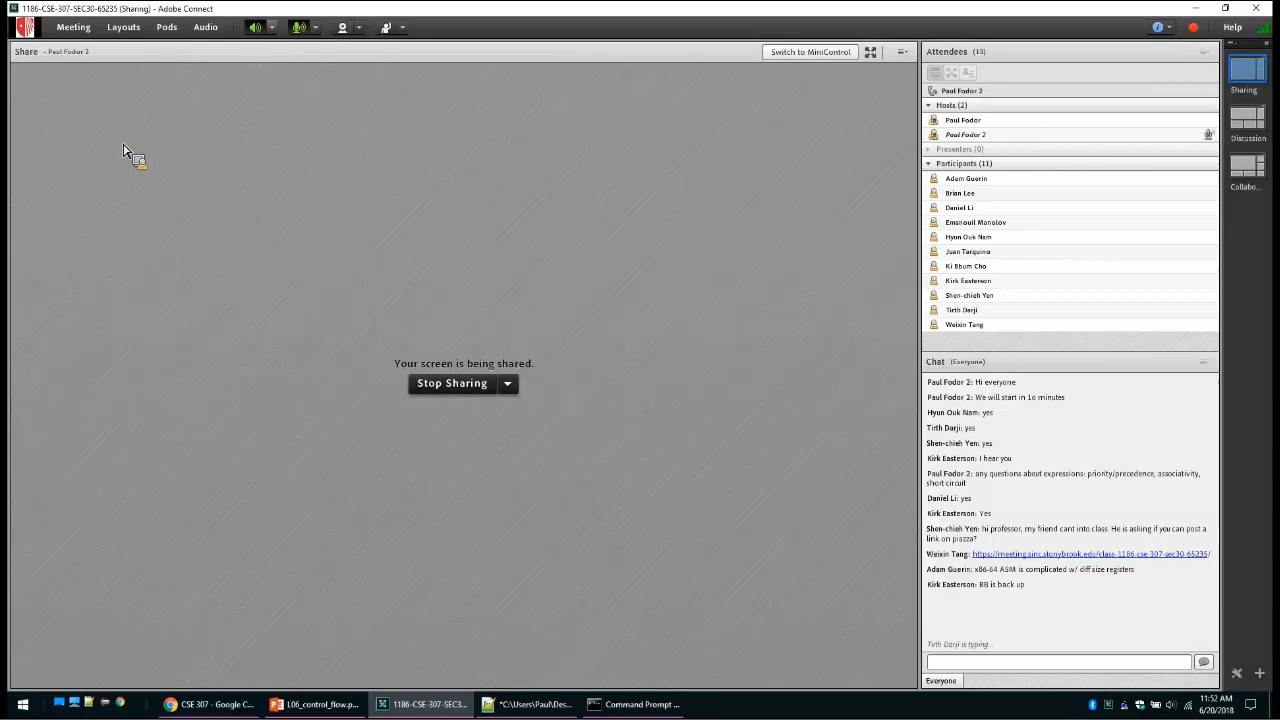 1186-CSE-307-SEC30-65235 (Sharing) - Adobe Connect
Meeting Layouts Pods Audio Help
Share - Paul Fodor 2 Switch to MiniControl
Your screen is being shared.
Stop Sharing
Attendees (13)
Paul Fodor 2
Hosts (2)
Paul Fodor
Paul Fodor 2
Presenters (0)
Participants (11)
Adam Guerin
Brian Lee
Daniel Li
Emanouil Manolov
Hyun Ouk Nam
Juan Tarquino
Ki Bbum Cho
Kirk Easterson
Shen-chieh Yen
Tirth Darji
Weixin Tang
Chat (Everyone)
Paul Fodor 2: Hi everyone
Paul Fodor 2: We will start in 1o minutes
Hyun Ouk Nam: yes
Tirth Darji: yes
Shen-chieh Yen: yes
Kirk Easterson: I hear you
Paul Fodor 2: any questions about expressions: priority/precedence, associativity,
short circuit
Daniel Li: yes
Kirk Easterson: Yes
Shen-chieh Yen: hi professor, my friend cant into class. He is asking if you can post a
link on piazza?
Weixin Tang: https://meeting.sinc.stonybrook.edu/class-1186-cse-307-sec30-65235/
Adam Guerin: x86-64 ASM is complicated w/ diff size registers
Kirk Easterson: BB is back up
Tirth Darji is typing...
Everyone
Sharing
Discussion
Collabo...
CSE 307 - Google C... L06_control_flow.p... 1186-CSE-307-SEC3... *C:\Users\Paul\Des... Command Prompt ...
11:52 AM
6/20/2018